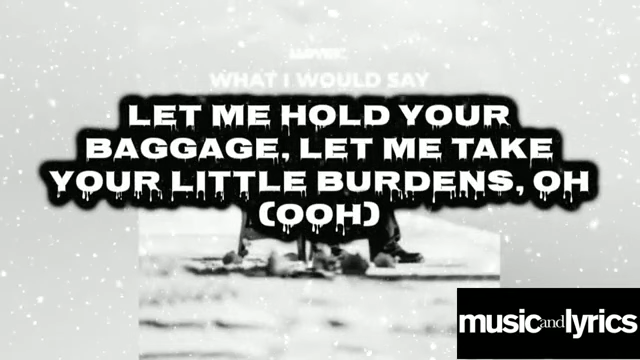 WHAT I WOULD SAY
LET ME HOLD YOUR
BAGGAGE, LET ME TAKE
YOUR LITTLE BURDENS, OH
(OOH)
musicandlyrics